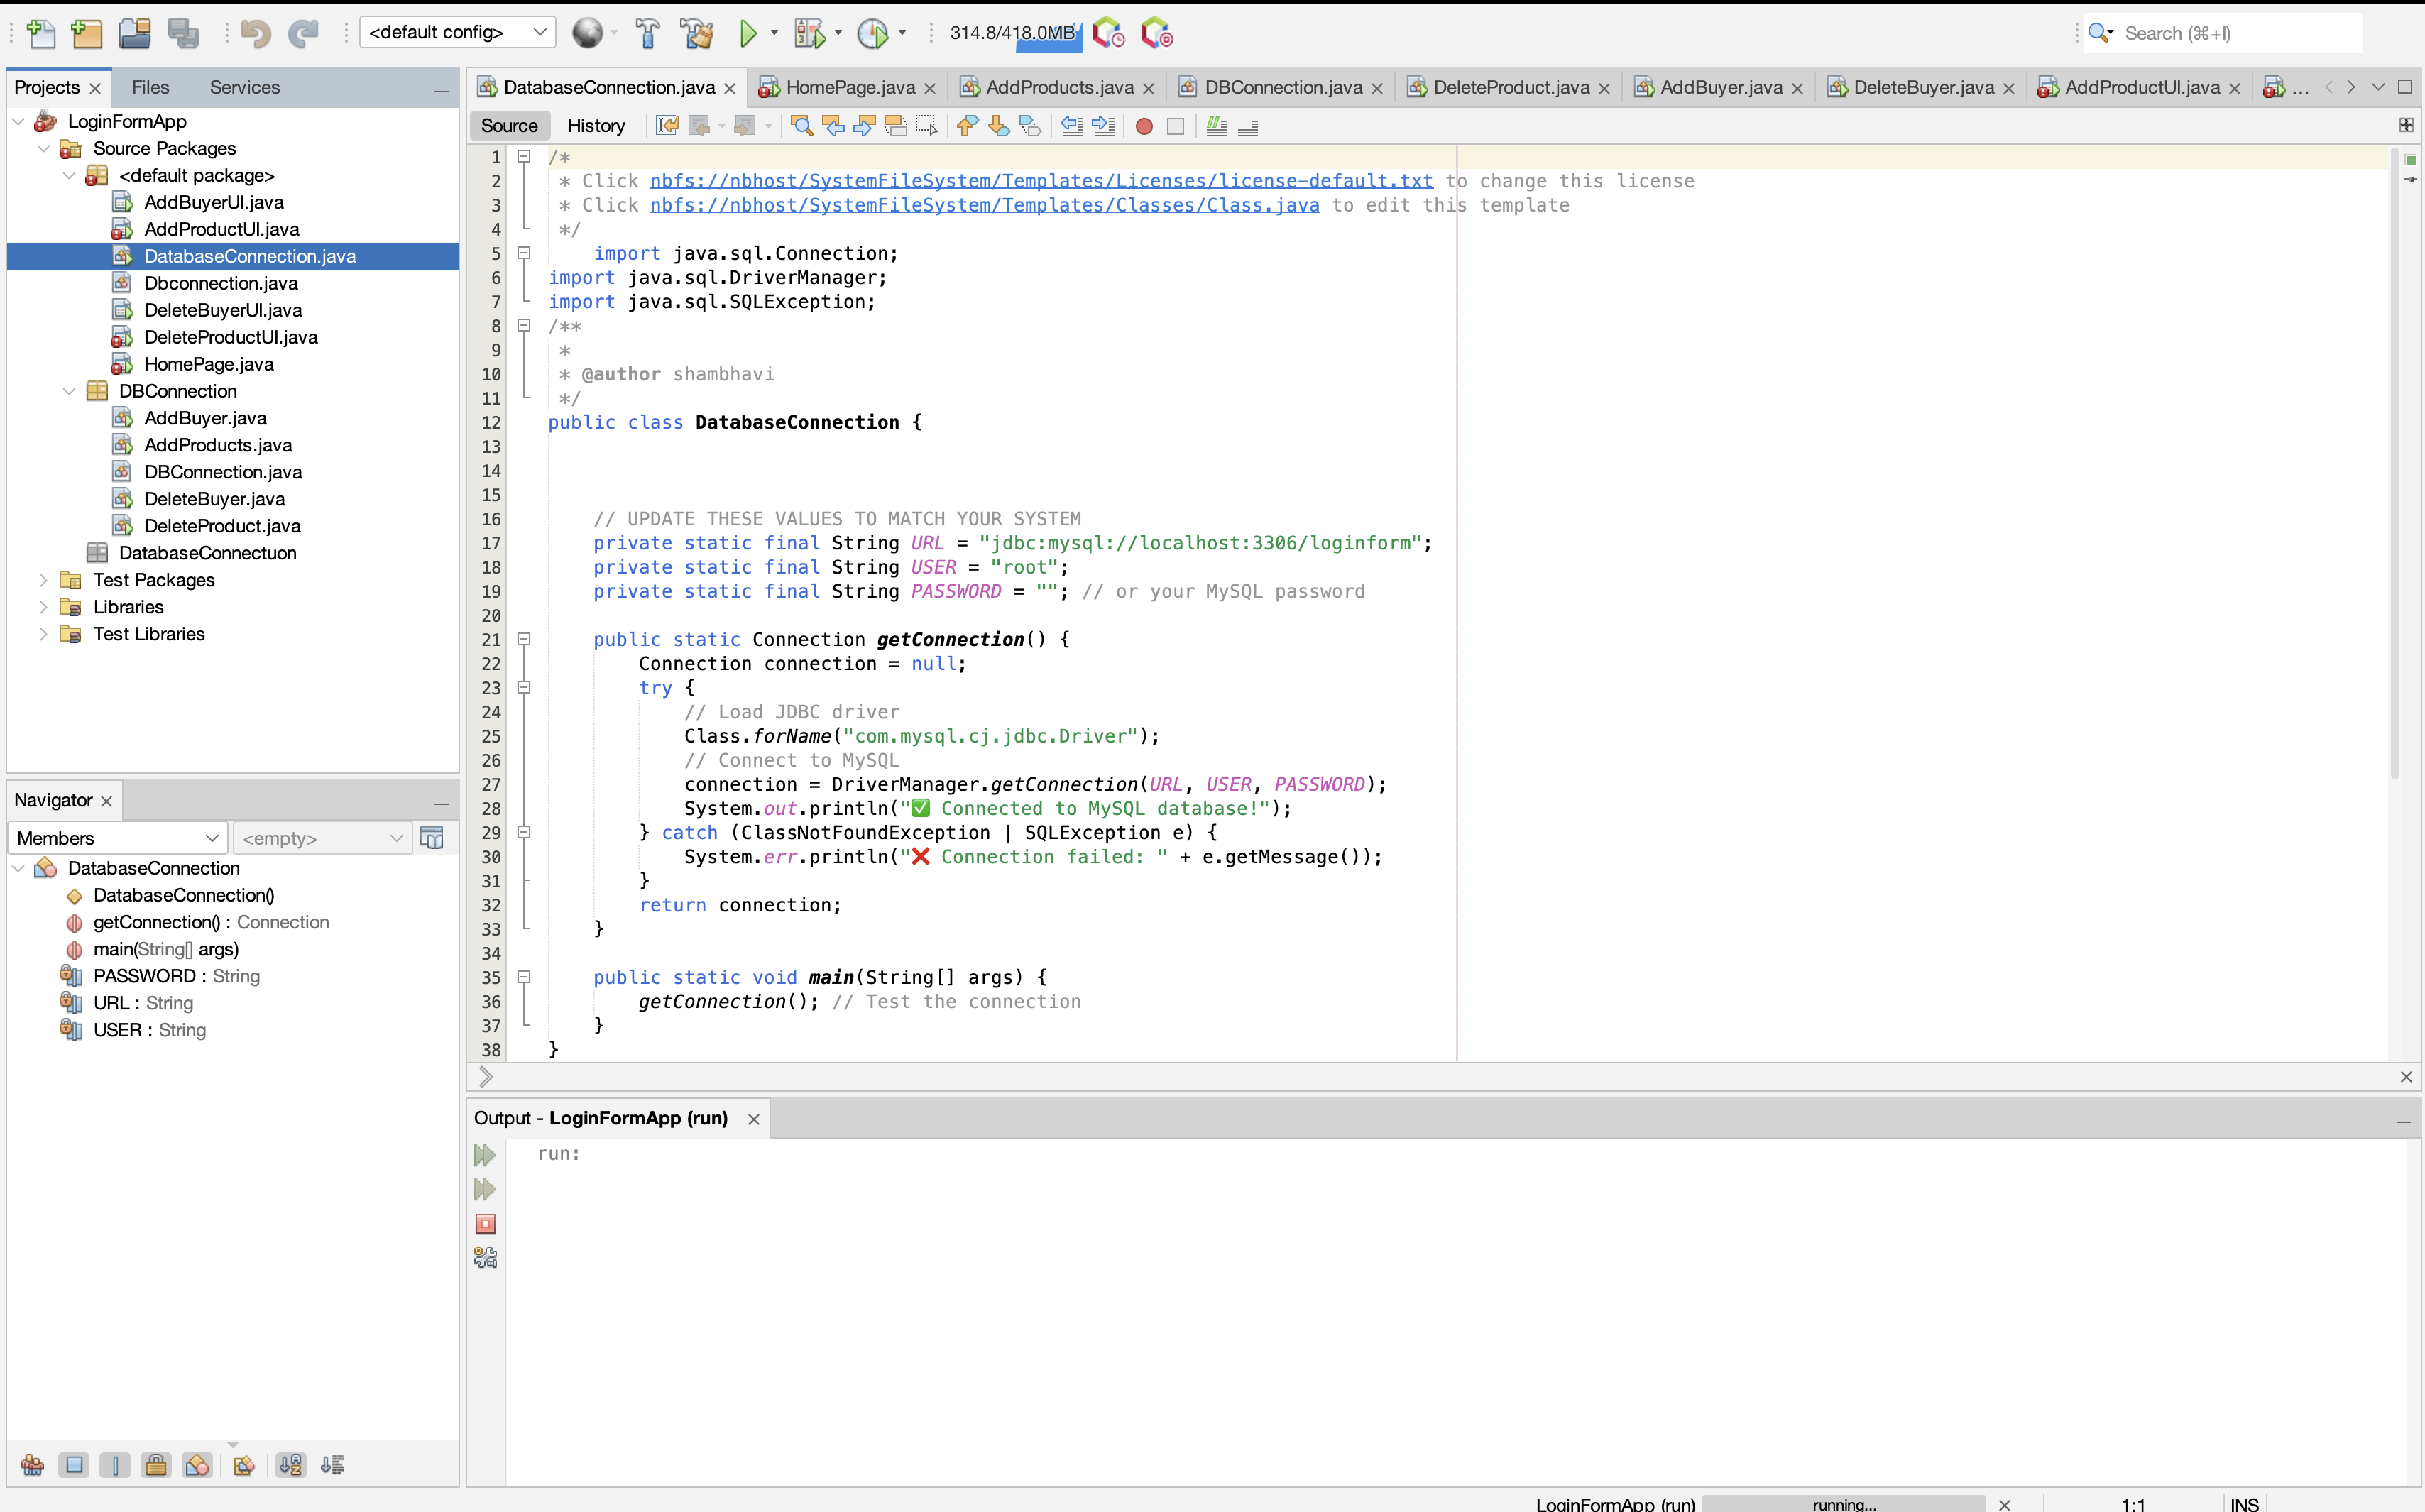 <default config>
314.8/418.0MB
Search (⌘+I)
Projects
Files
Services
LoginFormApp
Source Packages
<default package>
AddBuyerUI.java
AddProductUI.java
DatabaseConnection.java
Dbconnection.java
DeleteBuyerUI.java
DeleteProductUI.java
HomePage.java
DBConnection
AddBuyer.java
AddProducts.java
DBConnection.java
DeleteBuyer.java
DeleteProduct.java
DatabaseConnectuon
Test Packages
Libraries
Test Libraries
Navigator
Members
<empty>
DatabaseConnection
DatabaseConnection()
getConnection() : Connection
main(String[] args)
PASSWORD : String
URL : String
USER : String
DatabaseConnection.java
HomePage.java
AddProducts.java
DBConnection.java
DeleteProduct.java
AddBuyer.java
DeleteBuyer.java
AddProductUI.java
...
Source
History
1 /*
2 * Click nbfs://nbhost/SystemFileSystem/Templates/Licenses/license-default.txt to change this license
3 * Click nbfs://nbhost/SystemFileSystem/Templates/Classes/Class.java to edit this template
4 */
5 import java.sql.Connection;
6 import java.sql.DriverManager;
7 import java.sql.SQLException;
8 /**
9 *
10 * @author shambhavi
11 */
12 public class DatabaseConnection {
13
14
15
16 // UPDATE THESE VALUES TO MATCH YOUR SYSTEM
17 private static final String URL = "jdbc:mysql://localhost:3306/loginform";
18 private static final String USER = "root";
19 private static final String PASSWORD = ""; // or your MySQL password
20
21 public static Connection getConnection() {
22 Connection connection = null;
23 try {
24 // Load JDBC driver
25 Class.forName("com.mysql.cj.jdbc.Driver");
26 // Connect to MySQL
27 connection = DriverManager.getConnection(URL, USER, PASSWORD);
28 System.out.println("✅ Connected to MySQL database!");
29 } catch (ClassNotFoundException | SQLException e) {
30 System.err.println("❌ Connection failed: " + e.getMessage());
31 }
32 return connection;
33 }
34
35 public static void main(String[] args) {
36 getConnection(); // Test the connection
37 }
38 }
Output - LoginFormApp (run)
run:
LoginFormApp (run)
running...
1:1
INS